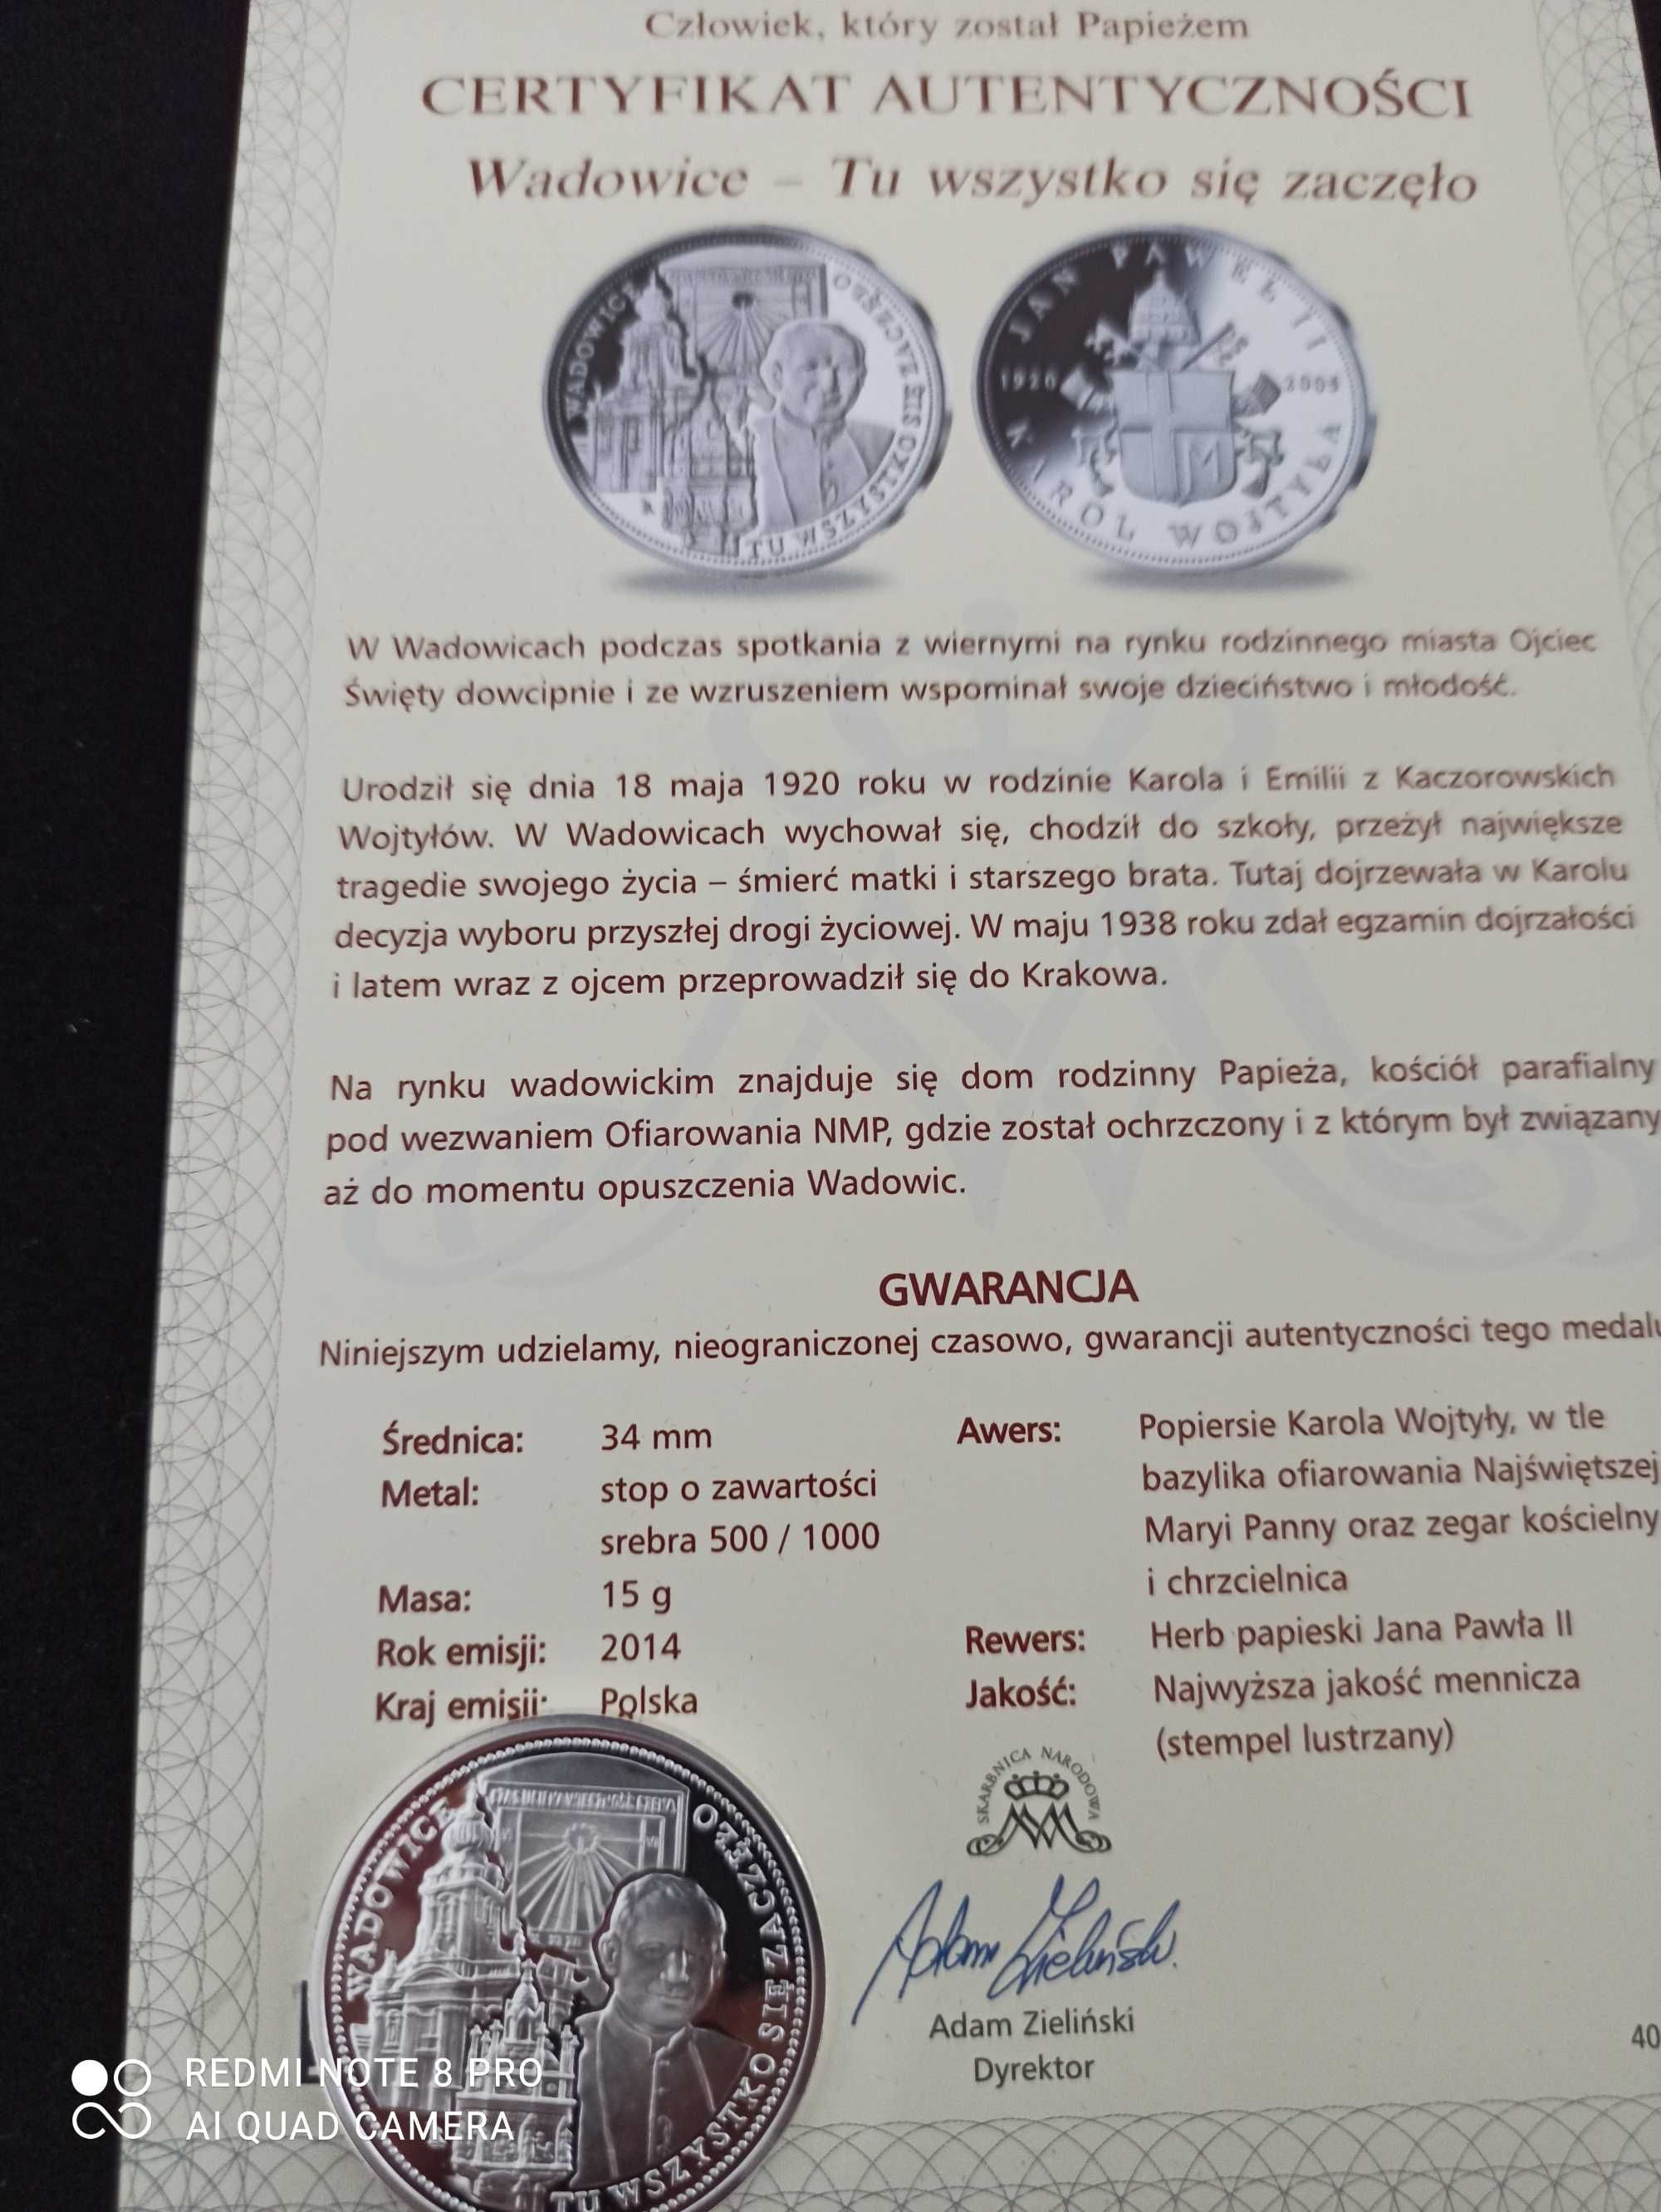 Człowiek, który został Papieżem
CERTYFIKAT AUTENTYCZNOŚCI
Wadowice – Tu wszystko się zaczęło
WADOWICE
TU WSZYSTKO SIĘ ZACZĘŁO
JAN PAWEŁ II
1920
2005
KAROL WOJTYŁA
W Wadowicach podczas spotkania z wiernymi na rynku rodzinnego miasta Ojciec
Święty dowcipnie i ze wzruszeniem wspominał swoje dzieciństwo i młodość.
Urodził się dnia 18 maja 1920 roku w rodzinie Karola i Emilii z Kaczorowskich
Wojtyłów. W Wadowicach wychował się, chodził do szkoły, przeżył największe
tragedie swojego życia – śmierć matki i starszego brata. Tutaj dojrzewała w Karolu
decyzja wyboru przyszłej drogi życiowej. W maju 1938 roku zdał egzamin dojrzałości
i latem wraz z ojcem przeprowadził się do Krakowa.
Na rynku wadowickim znajduje się dom rodzinny Papieża, kościół parafialny
pod wezwaniem Ofiarowania NMP, gdzie został ochrzczony i z którym był związany
aż do momentu opuszczenia Wadowic.
GWARANCJA
Niniejszym udzielamy, nieograniczonej czasowo, gwarancji autentyczności tego medalu
Średnica: 34 mm
Metal: stop o zawartości
srebra 500 / 1000
Masa: 15 g
Rok emisji: 2014
Kraj emisji: Polska
Awers: Popiersie Karola Wojtyły, w tle
bazylika ofiarowania Najświętszej
Maryi Panny oraz zegar kościelny
i chrzcielnica
Rewers: Herb papieski Jana Pawła II
Jakość: Najwyższa jakość mennicza
(stempel lustrzany)
SKARBNICA NARODOWA
Adam Zieliński
Adam Zieliński
Dyrektor
40
WADOWICE
TU WSZYSTKO SIĘ ZACZĘŁO
REDMI NOTE 8 PRO
AI QUAD CAMERA